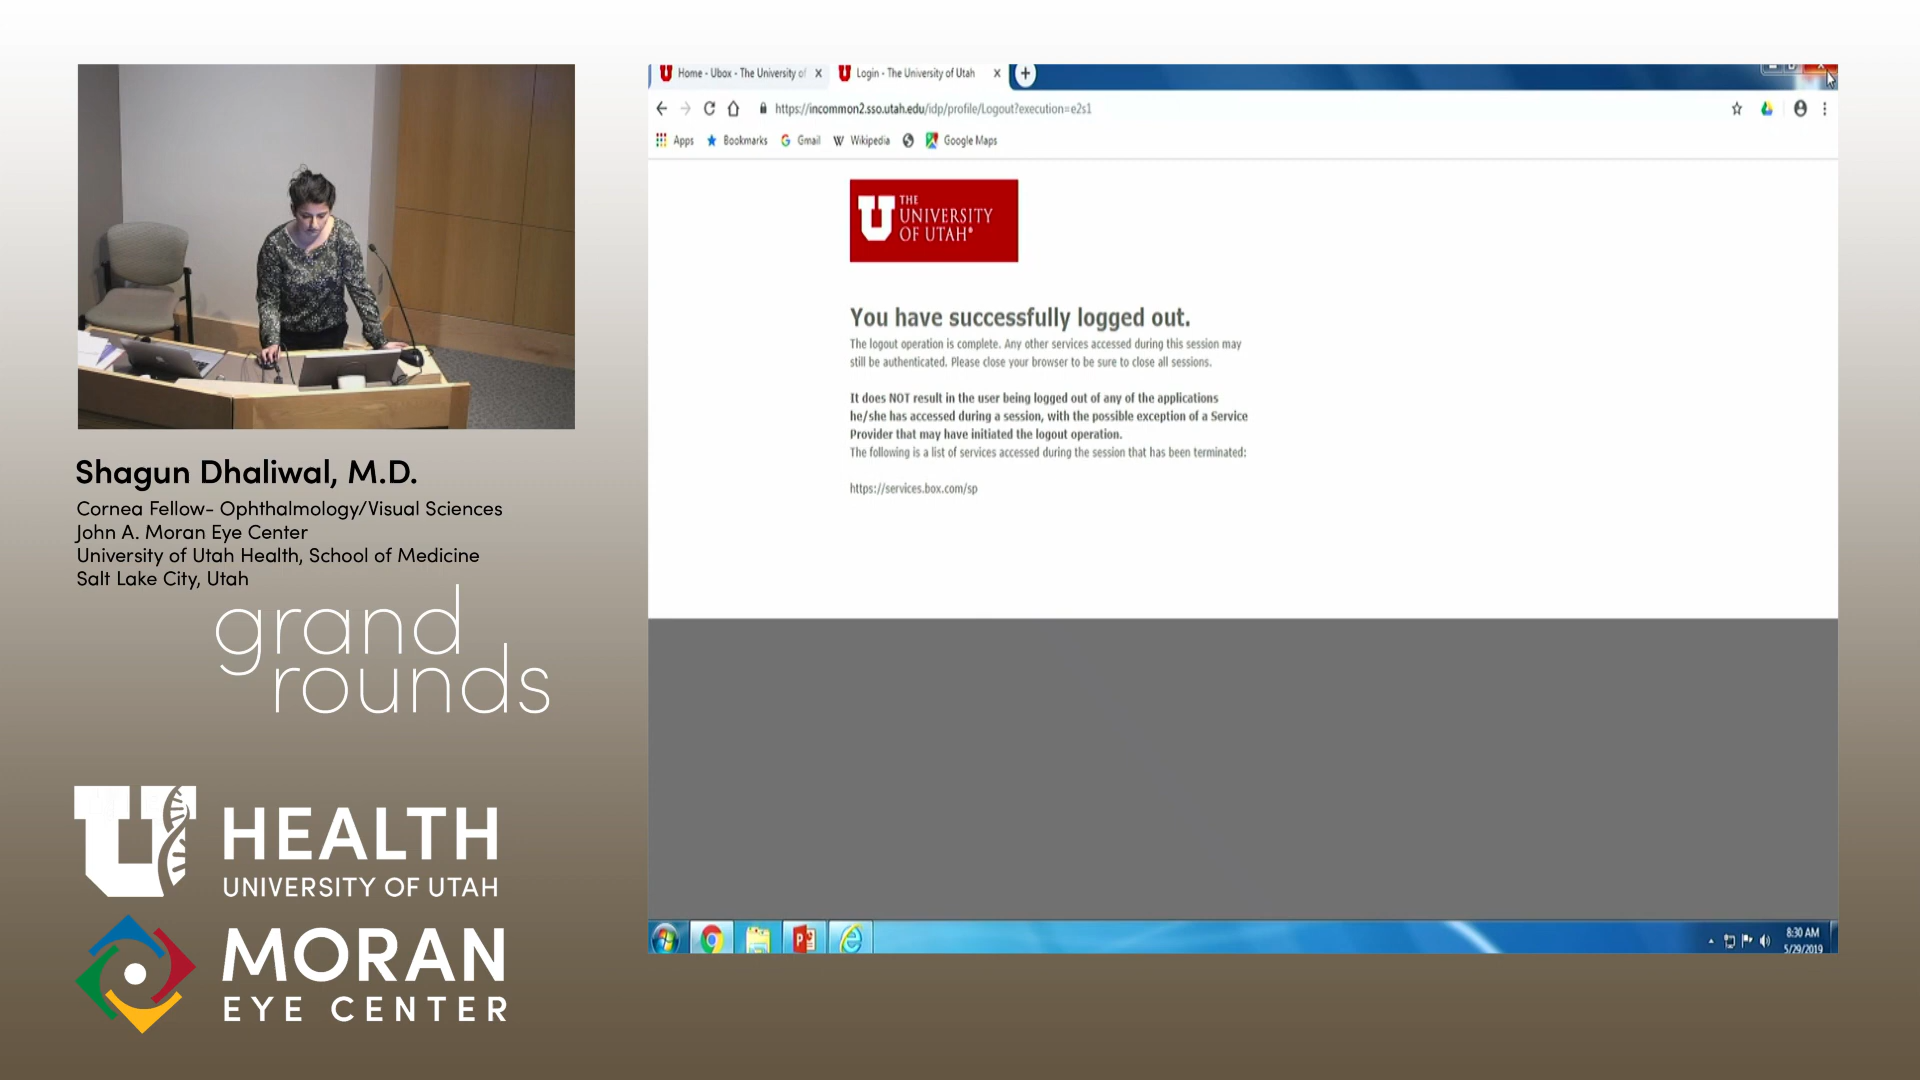 Home - Ubox - The University of
Login - The University of Utah
https://incommon2.sso.utah.edu/idp/profile/Logout?execution=e2s1
Apps Bookmarks Gmail Wikipedia Google Maps
THE
UNIVERSITY
OF UTAH®
You have successfully logged out.
The logout operation is complete. Any other services accessed during this session may
still be authenticated. Please close your browser to be sure to close all sessions.
It does NOT result in the user being logged out of any of the applications
he/she has accessed during a session, with the possible exception of a Service
Provider that may have initiated the logout operation.
The following is a list of services accessed during the session that has been terminated:
https://services.box.com/sp
8:30 AM
5/29/2019
Shagun Dhaliwal, M.D.
Cornea Fellow- Ophthalmology/Visual Sciences
John A. Moran Eye Center
University of Utah Health, School of Medicine
Salt Lake City, Utah
grand
rounds
U HEALTH
UNIVERSITY OF UTAH
MORAN
EYE CENTER